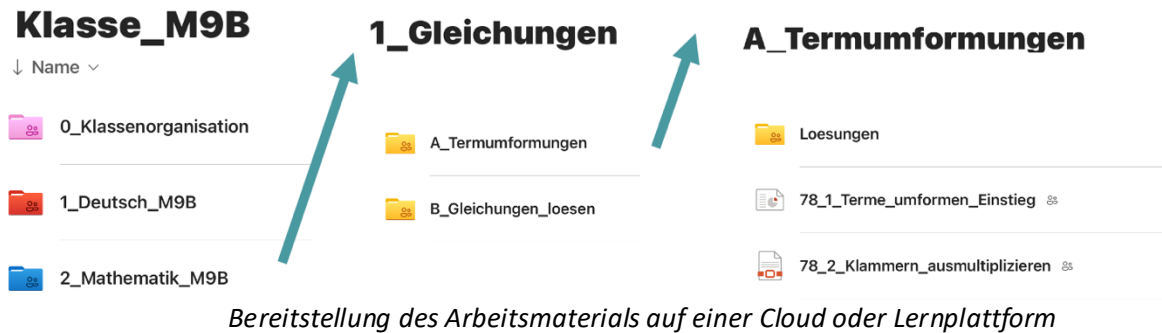 Klasse_M9B
↓ Name
0_Klassenorganisation
1_Deutsch_M9B
2_Mathematik_M9B
1_Gleichungen
A_Termumformungen
B_Gleichungen_loesen
A_Termumformungen
Loesungen
78_1_Terme_umformen_Einstieg
78_2_Klammern_ausmultiplizieren
Bereitstellung des Arbeitsmaterials auf einer Cloud oder Lernplattform